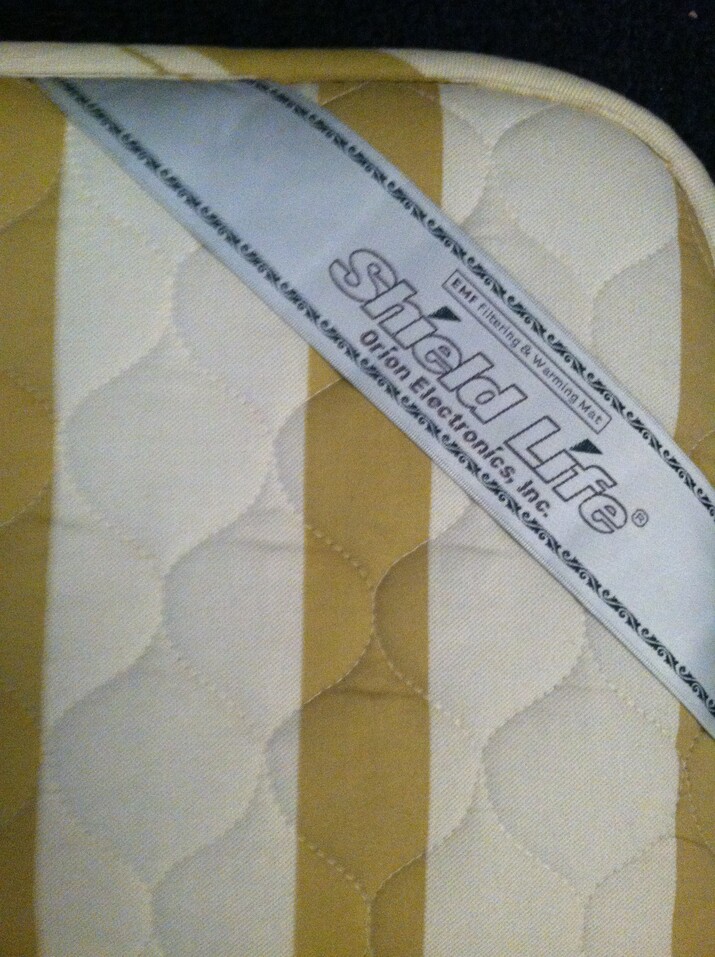 EMF Filtering & Warming Mat
Shield Life®
Orion Electronics, Inc.